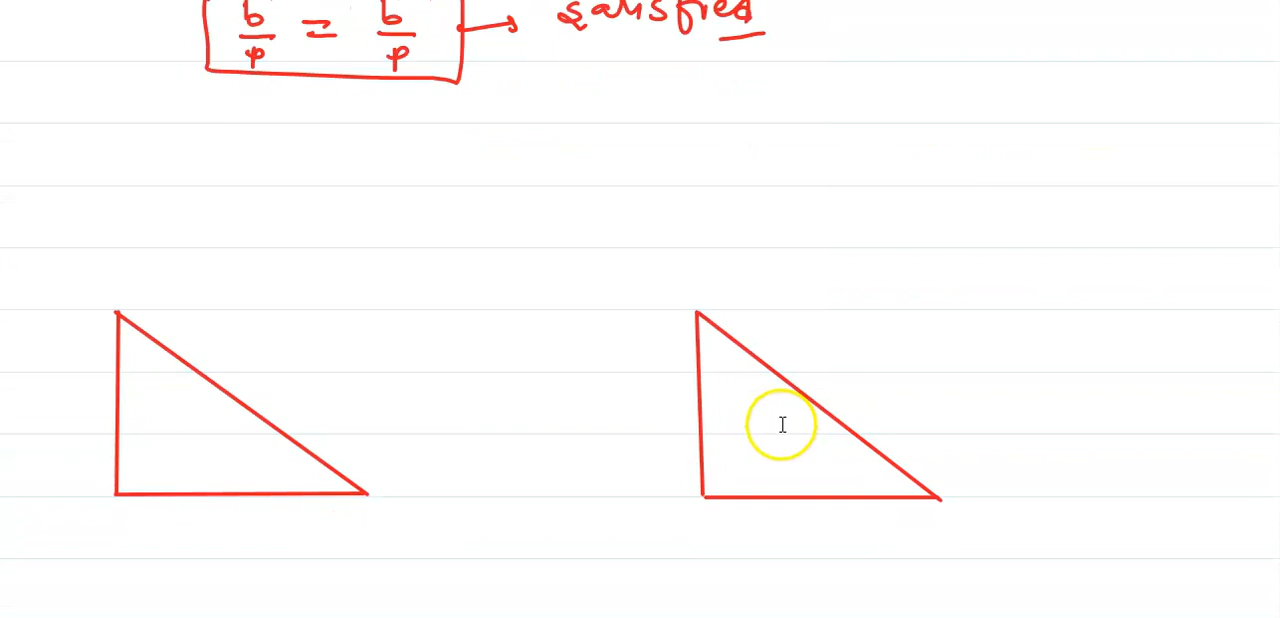 b/p = b/p → satisfied